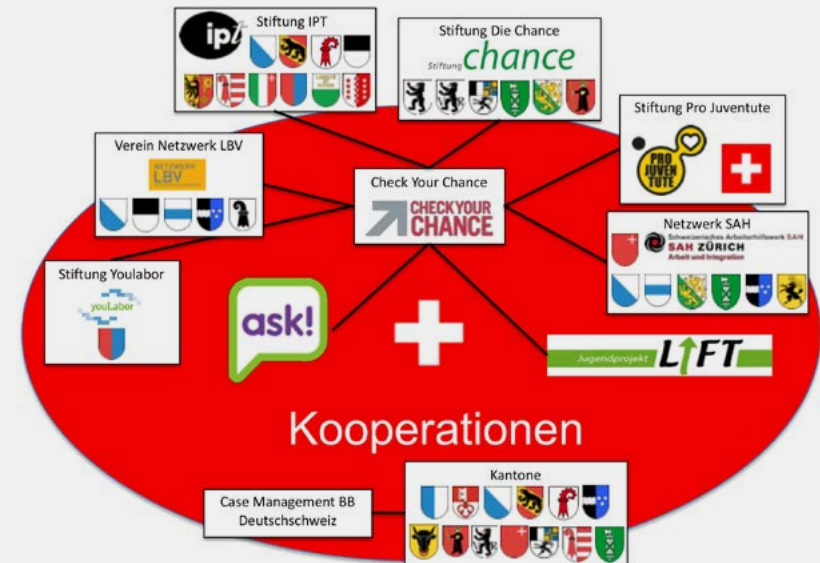 Stiftung IPT
ipt
Stiftung Die Chance
Stiftung chance
Stiftung Pro Juventute
PRO
JUVEN
TUTE
Verein Netzwerk LBV
NETZWERK
LBV
Check Your Chance
CHECK YOUR
CHANCE
Netzwerk SAH
Schweizerisches Arbeiterhilfswerk SAH
SAH ZÜRICH
Arbeit und Integration
Stiftung Youlabor
youLabor
ask!
Jugendprojekt LIFT
Kooperationen
Case Management BB
Deutschschweiz
Kantone